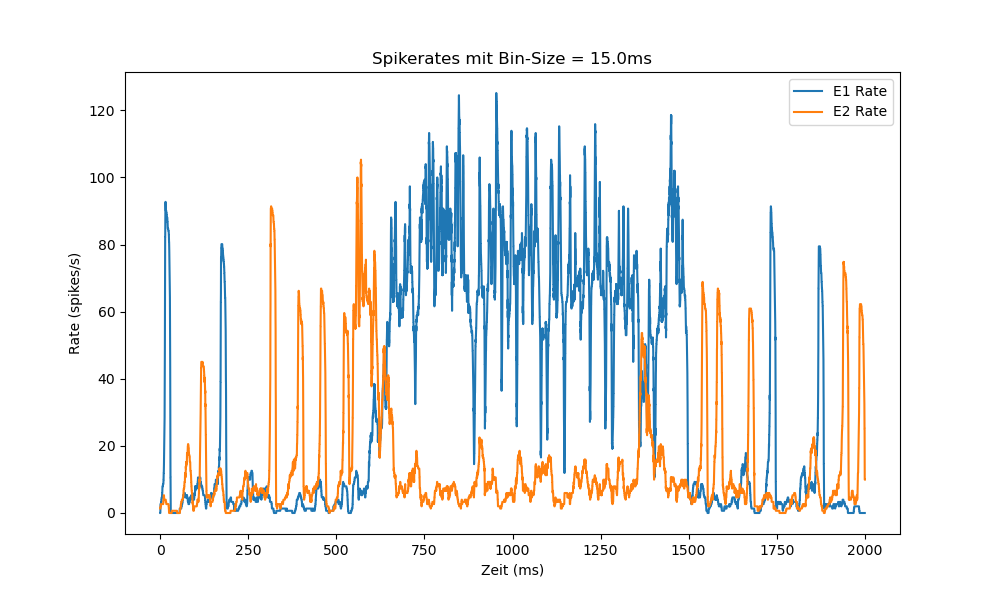 Spikerates mit Bin-Size = 15.0ms
E1 Rate
E2 Rate
120
100
80
60
40
20
0
Rate (spikes/s)
0 250 500 750 1000 1250 1500 1750 2000
Zeit (ms)